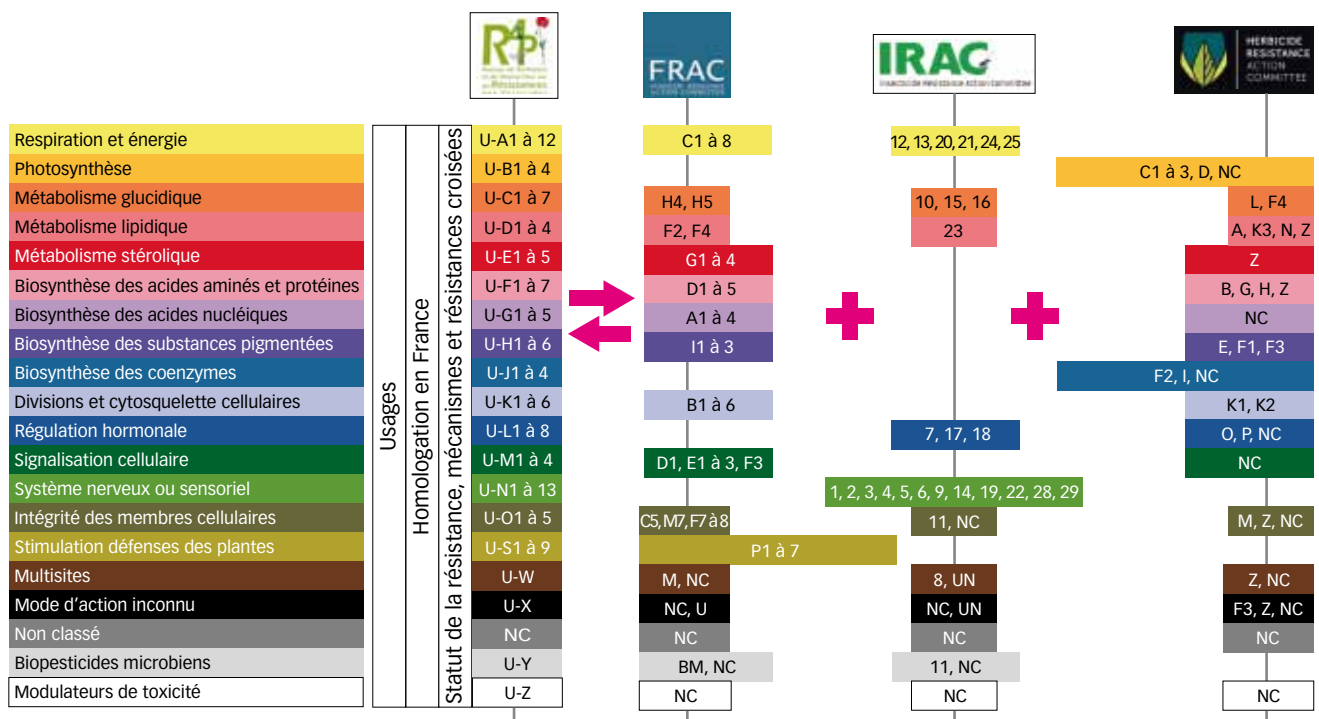 R4P
FRAC
IRAC
Insecticide Resistance Action Committee
HERBICIDE
RESISTANCE
ACTION
COMMITTEE
Usages
Homologation en France
Statut de la résistance, mécanismes et résistances croisées
Respiration et énergie U-A1 à 12 C1 à 8 12, 13, 20, 21, 24, 25
Photosynthèse U-B1 à 4 C1 à 3, D, NC
Métabolisme glucidique U-C1 à 7 H4, H5 10, 15, 16 L, F4
Métabolisme lipidique U-D1 à 4 F2, F4 23 A, K3, N, Z
Métabolisme stérolique U-E1 à 5 G1 à 4 Z
Biosynthèse des acides aminés et protéines U-F1 à 7 D1 à 5 B, G, H, Z
Biosynthèse des acides nucléiques U-G1 à 5 A1 à 4 NC
Biosynthèse des substances pigmentées U-H1 à 6 I1 à 3 E, F1, F3
Biosynthèse des coenzymes U-J1 à 4 F2, I, NC
Divisions et cytosquelette cellulaires U-K1 à 6 B1 à 6 K1, K2
Régulation hormonale U-L1 à 8 7, 17, 18 O, P, NC
Signalisation cellulaire U-M1 à 4 D1, E1 à 3, F3 NC
Système nerveux ou sensoriel U-N1 à 13 1, 2, 3, 4, 5, 6, 9, 14, 19, 22, 28, 29
Intégrité des membres cellulaires U-O1 à 5 C5, M7, F7 à 8 11, NC M, Z, NC
Stimulation défenses des plantes U-S1 à 9 P1 à 7
Multisites U-W M, NC 8, UN Z, NC
Mode d'action inconnu U-X NC, U NC, UN F3, Z, NC
Non classé NC NC NC NC
Biopesticides microbiens U-Y BM, NC 11, NC
Modulateurs de toxicité U-Z NC NC NC